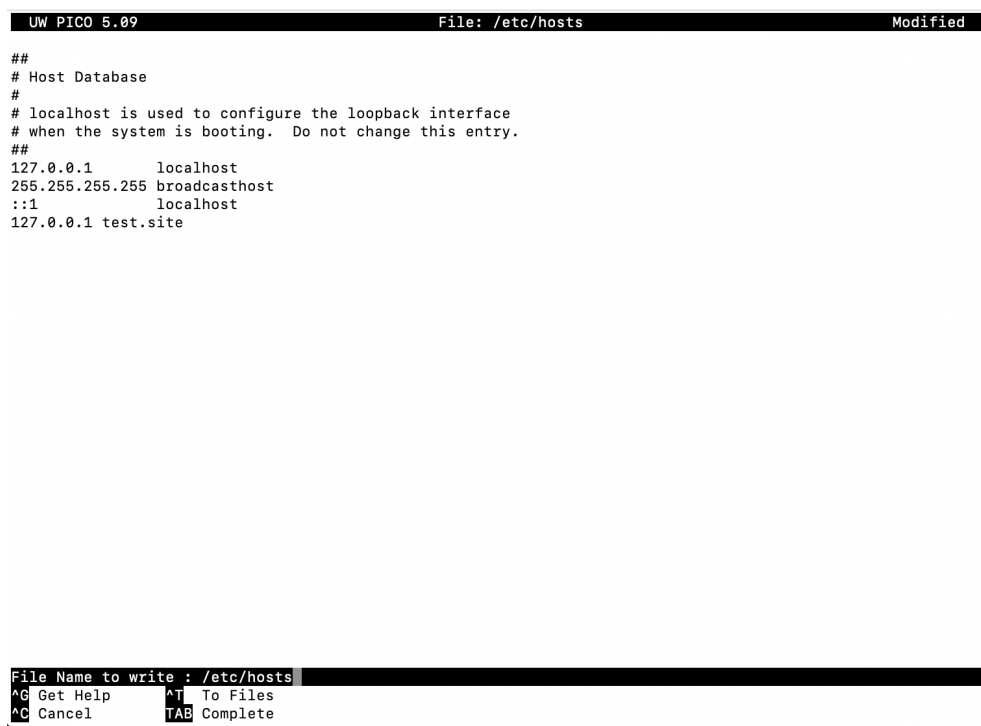 UW PICO 5.09 File: /etc/hosts Modified
##
# Host Database
#
# localhost is used to configure the loopback interface
# when the system is booting.  Do not change this entry.
##
127.0.0.1       localhost
255.255.255.255 broadcasthost
::1             localhost
127.0.0.1 test.site
File Name to write : /etc/hosts
^G Get Help ^T To Files
^C Cancel TAB Complete